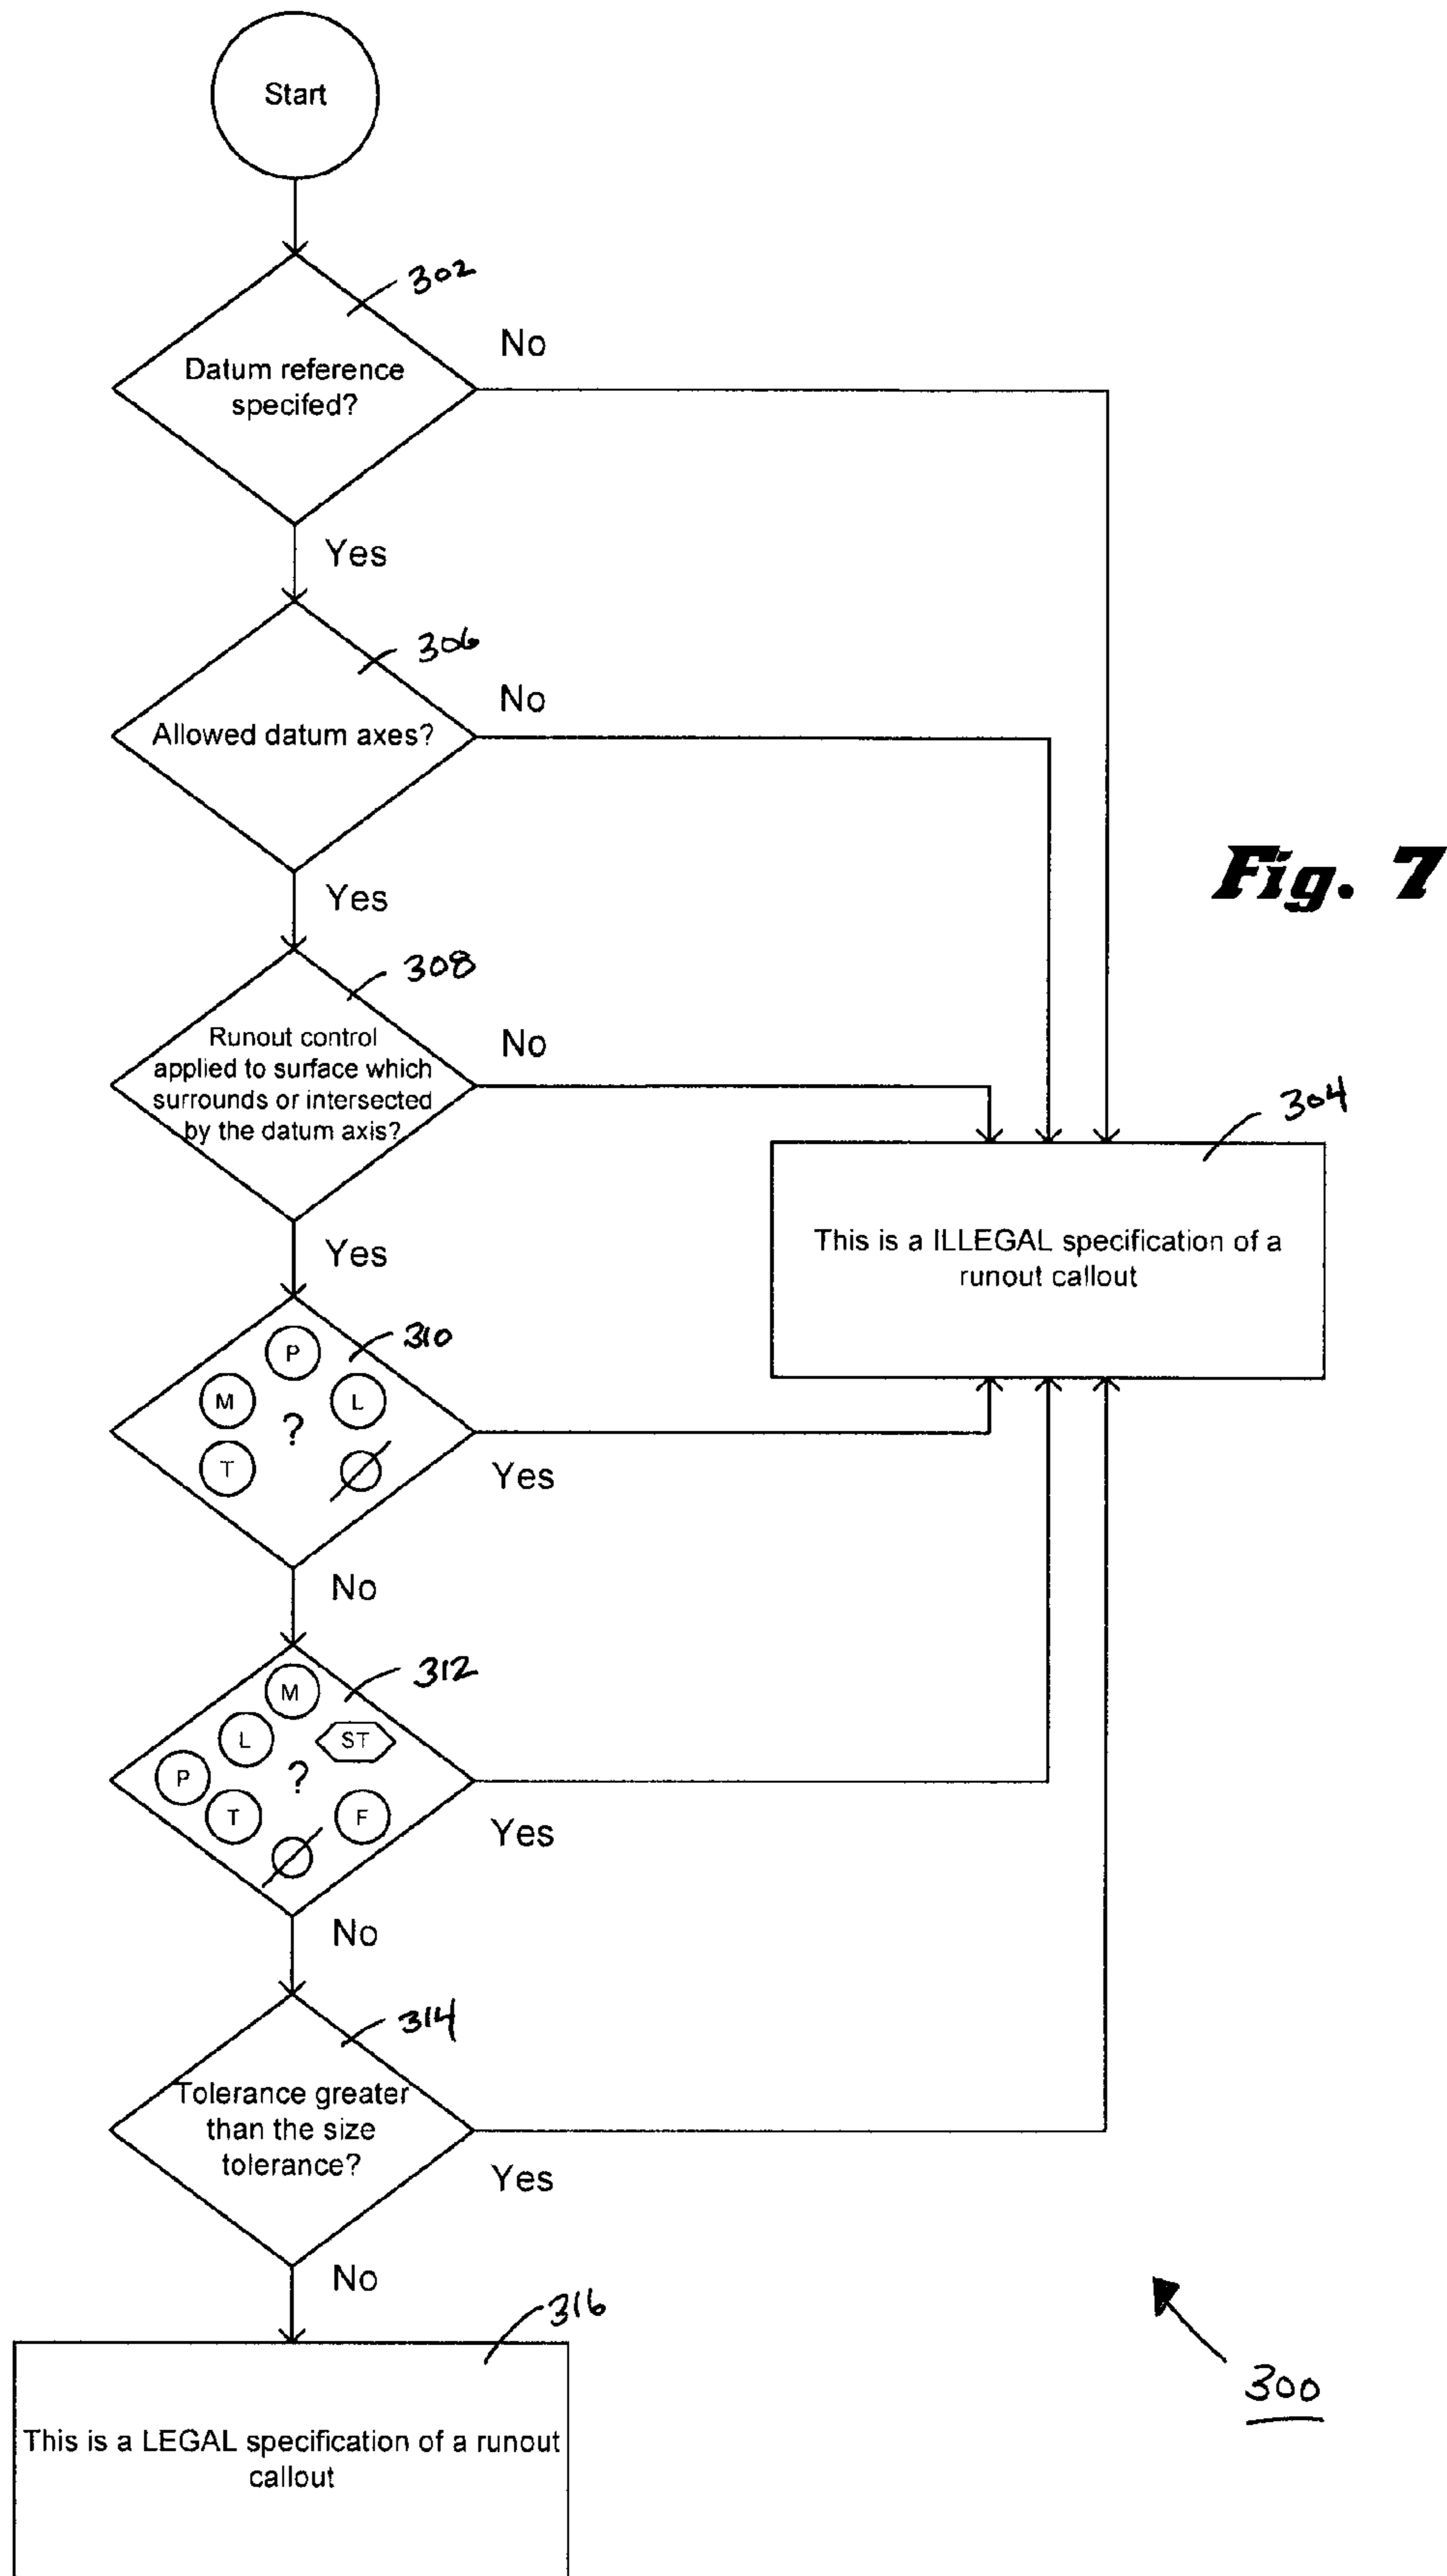 Start
302
Datum reference
specifed?
No
Yes
306
Allowed datum axes?
No
Yes
Fig. 7
308
Runout control
applied to surface which
surrounds or intersected
by the datum axis?
No
Yes
304
This is a ILLEGAL specification of a
runout callout
310
P
M
L
?
T
Yes
No
312
M
L
ST
P
?
T
F
Yes
No
314
Tolerance greater
than the size
tolerance?
Yes
No
316
This is a LEGAL specification of a runout
callout
300